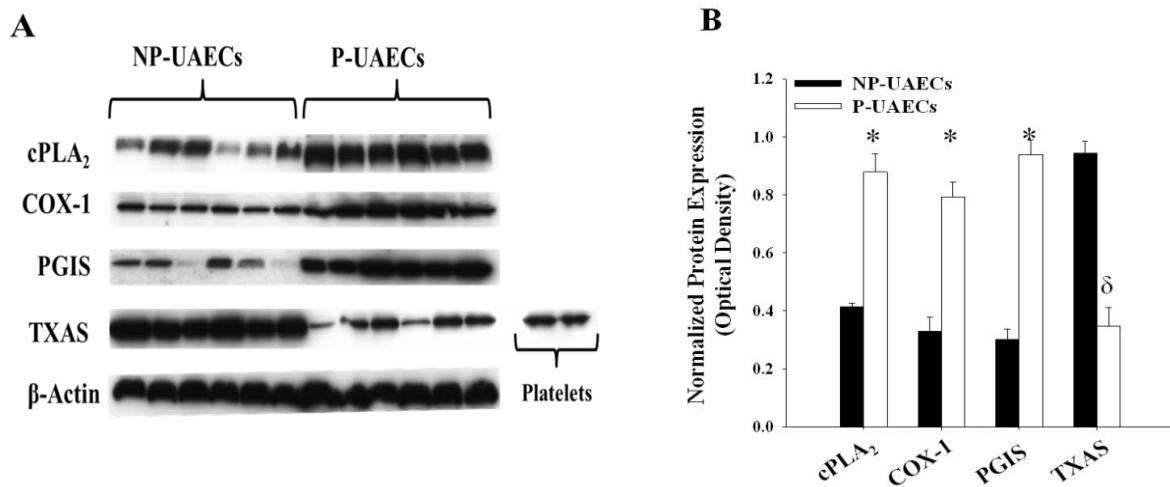 A
NP-UAECs
P-UAECs
cPLA₂
COX-1
PGIS
TXAS
β-Actin
Platelets
B
NP-UAECs
P-UAECs
Normalized Protein Expression
(Optical Density)
1.2
1.0
0.8
0.6
0.4
0.2
0.0
*
*
*
δ
cPLA₂
COX-1
PGIS
TXAS